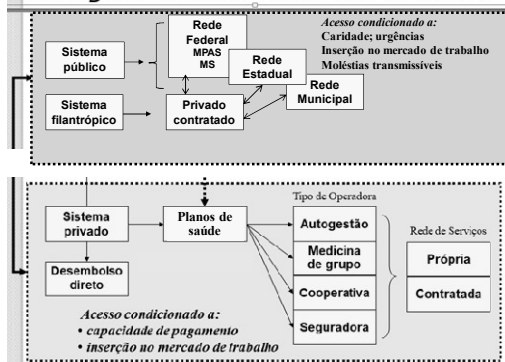 Rede
Federal
MPAS
MS
Acesso condicionado a:
Caridade; urgências
Inserção no mercado de trabalho
Moléstias transmissíveis
Sistema
público
Rede
Estadual
Rede
Municipal
Sistema
filantrópico
Privado
contratado
Tipo de Operadora
Sistema
privado
Planos de
saúde
Autogestão
Medicina
de grupo
Cooperativa
Seguradora
Rede de Serviços
Própria
Contratada
Desembolso
direto
Acesso condicionado a:
• capacidade de pagamento
• inserção no mercado de trabalho